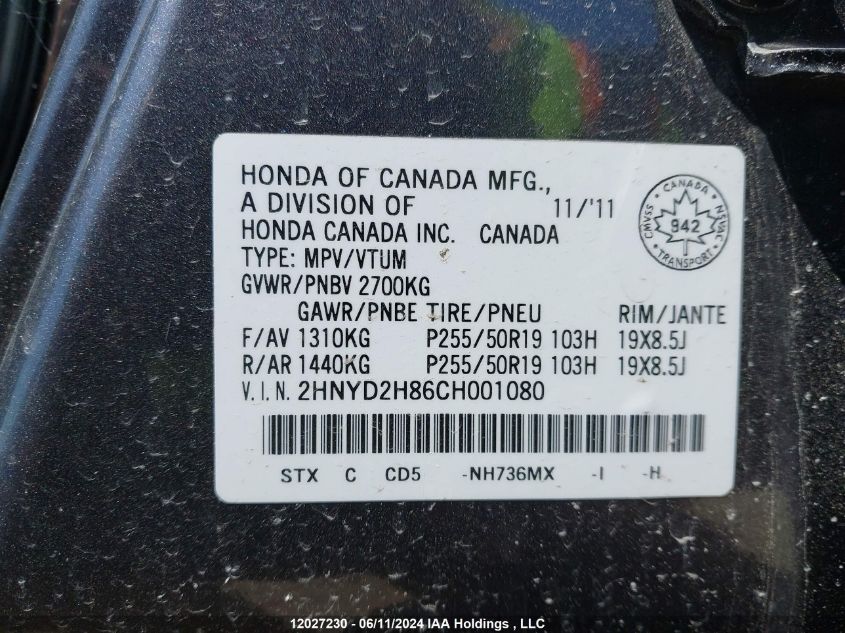 HONDA OF CANADA MFG.,
A DIVISION OF 11/'11
HONDA CANADA INC. CANADA
TYPE: MPV/VTUM
GVWR/PNBV 2700KG
GAWR/PNBE TIRE/PNEU RIM/JANTE
F/AV 1310KG P255/50R19 103H 19X8.5J
R/AR 1440KG P255/50R19 103H 19X8.5J
V.I.N. 2HNYD2H86CH001080
STX C CD5 -NH736MX -I -H
CANADA
CMVSS 942 NSVAC
TRANSPORT
12027230 - 06/11/2024 IAA Holdings , LLC